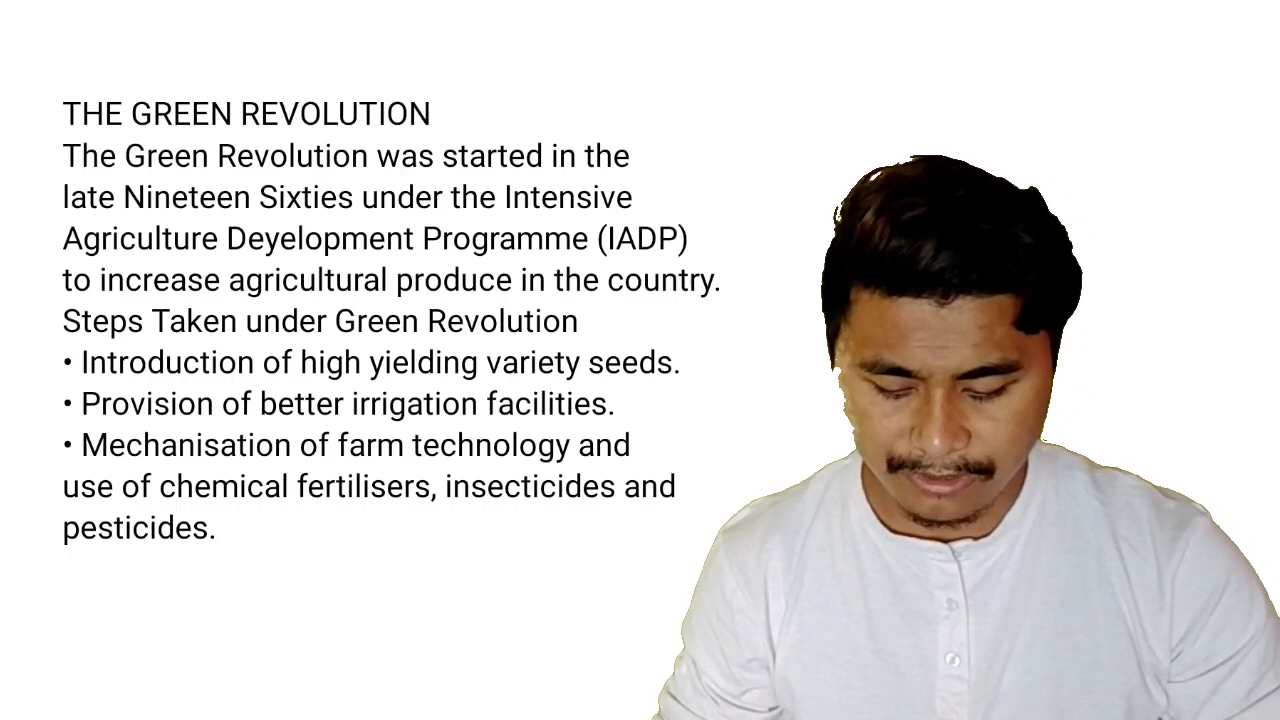 THE GREEN REVOLUTION
The Green Revolution was started in the
late Nineteen Sixties under the Intensive
Agriculture Deyelopment Programme (IADP)
to increase agricultural produce in the country.
Steps Taken under Green Revolution
• Introduction of high yielding variety seeds.
• Provision of better irrigation facilities.
• Mechanisation of farm technology and
use of chemical fertilisers, insecticides and
pesticides.